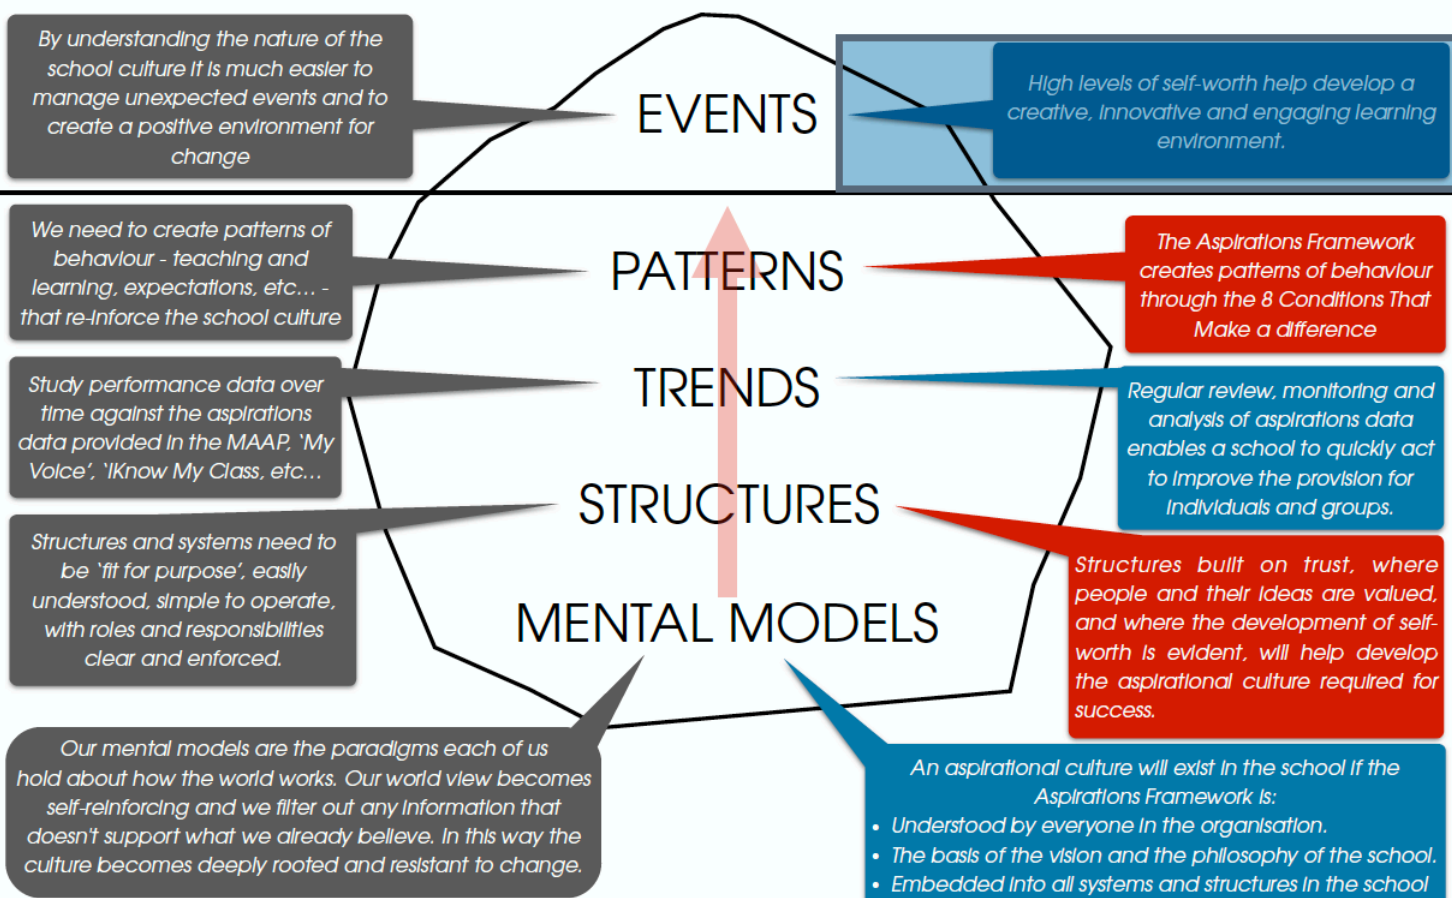 By understanding the nature of the
school culture it is much easier to
manage unexpected events and to
create a positive environment for
change
EVENTS
High levels of self-worth help develop a
creative, innovative and engaging learning
environment.
We need to create patterns of
behaviour - teaching and
learning, expectations, etc... -
that re-inforce the school culture
PATTERNS
The Aspirations Framework
creates patterns of behaviour
through the 8 Conditions That
Make a difference
Study performance data over
time against the aspirations
data provided in the MAAP, ‘My
Voice’, ‘iKnow My Class, etc...
TRENDS
Regular review, monitoring and
analysis of aspirations data
enables a school to quickly act
to improve the provision for
individuals and groups.
Structures and systems need to
be ‘fit for purpose’, easily
understood, simple to operate,
with roles and responsibilities
clear and enforced.
STRUCTURES
Structures built on trust, where
people and their ideas are valued,
and where the development of self-
worth is evident, will help develop
the aspirational culture required for
success.
MENTAL MODELS
Our mental models are the paradigms each of us
hold about how the world works. Our world view becomes
self-reinforcing and we filter out any information that
doesn't support what we already believe. In this way the
culture becomes deeply rooted and resistant to change.
An aspirational culture will exist in the school if the
Aspirations Framework is:
• Understood by everyone in the organisation.
• The basis of the vision and the philosophy of the school.
• Embedded into all systems and structures in the school